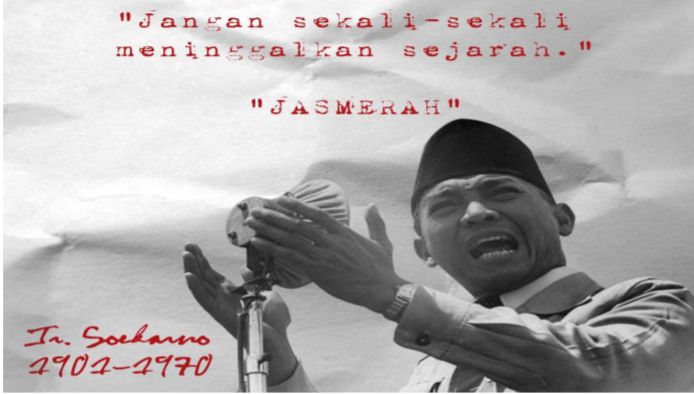 "Jangan sekali-sekali
meninggalkan sejarah."
"JASMERAH"
Ir. Soekarno
1901-1970